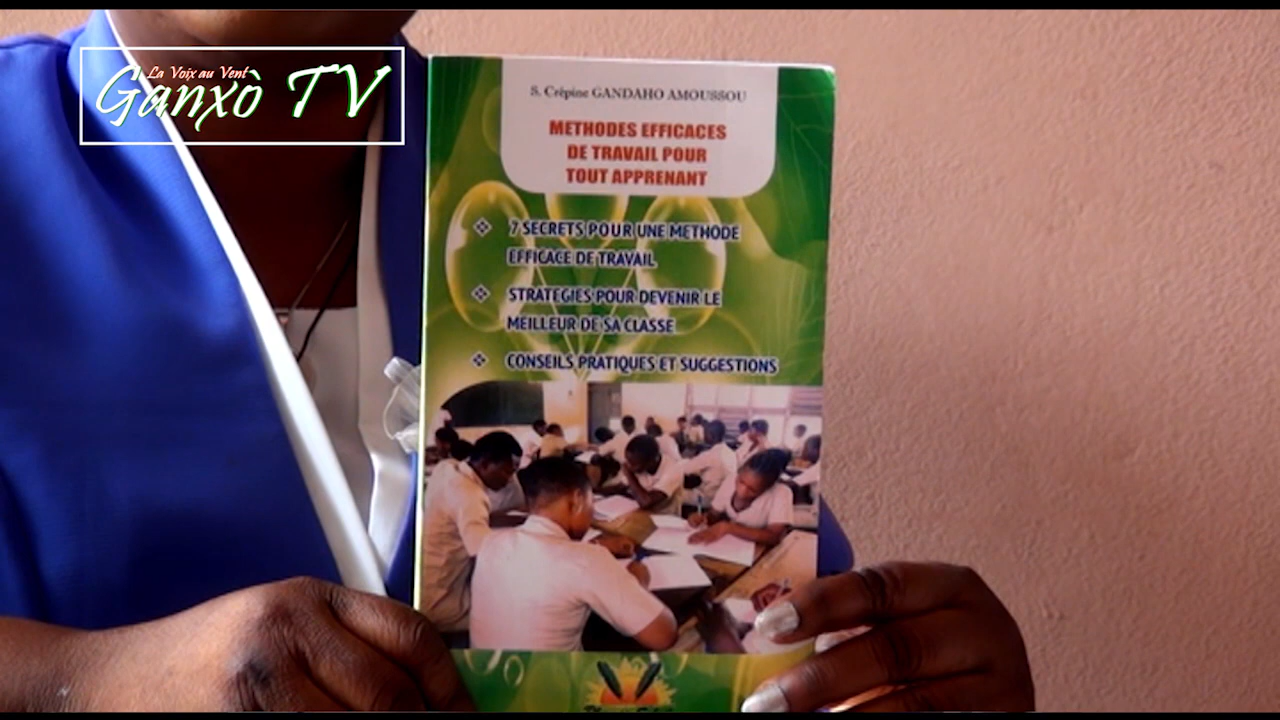 La Voix au Vent
Ganxò TV
S. Crépine GANDAHO AMOUSSOU
METHODES EFFICACES
DE TRAVAIL POUR
TOUT APPRENANT
7 SECRETS POUR UNE METHODE
EFFICACE DE TRAVAIL
STRATEGIES POUR DEVENIR LE
MEILLEUR DE SA CLASSE
CONSEILS PRATIQUES ET SUGGESTIONS